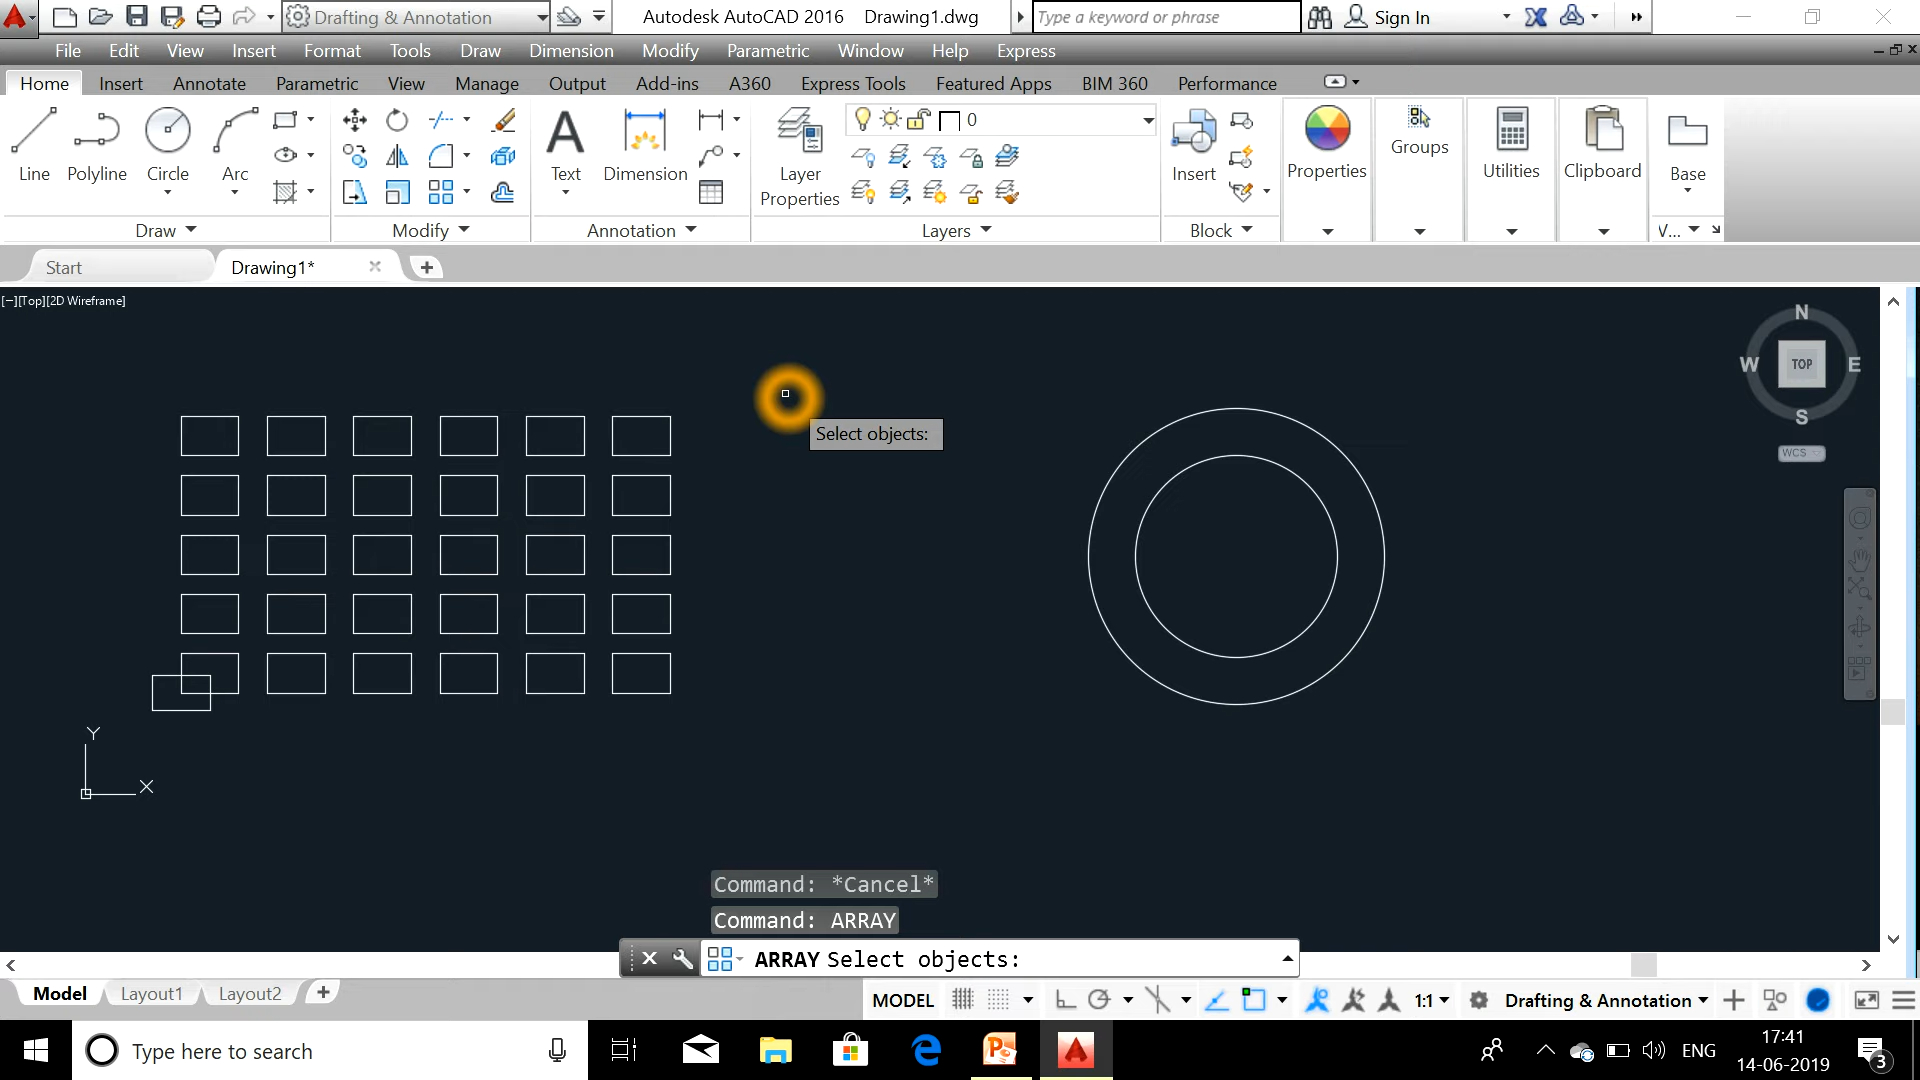 Drafting & Annotation
Autodesk AutoCAD 2016 Drawing1.dwg
Type a keyword or phrase
Sign In
File Edit View Insert Format Tools Draw Dimension Modify Parametric Window Help Express
Home Insert Annotate Parametric View Manage Output Add-ins A360 Express Tools Featured Apps BIM 360 Performance
0
Line Polyline Circle Arc Text Dimension Layer Properties Insert Properties Groups Utilities Clipboard Base
Draw Modify Annotation Layers Block V...
Start Drawing1*
[−][Top][2D Wireframe]
N
W TOP E
S
WCS
Select objects:
Y
X
Command: *Cancel*
Command: ARRAY
ARRAY Select objects:
Model Layout1 Layout2 MODEL 1:1 Drafting & Annotation
Type here to search
ENG
17:41
14-06-2019
3